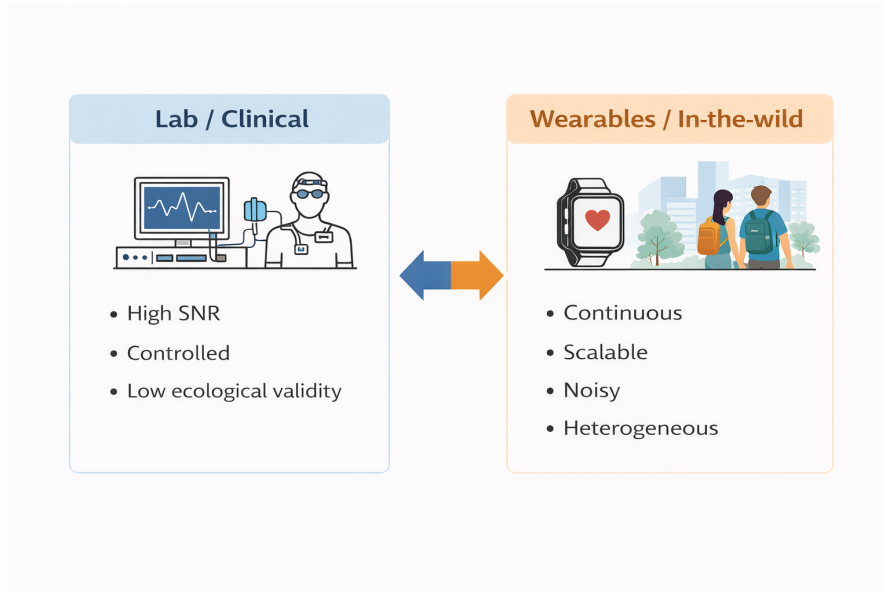 Lab / Clinical
• High SNR
• Controlled
• Low ecological validity
Wearables / In-the-wild
• Continuous
• Scalable
• Noisy
• Heterogeneous